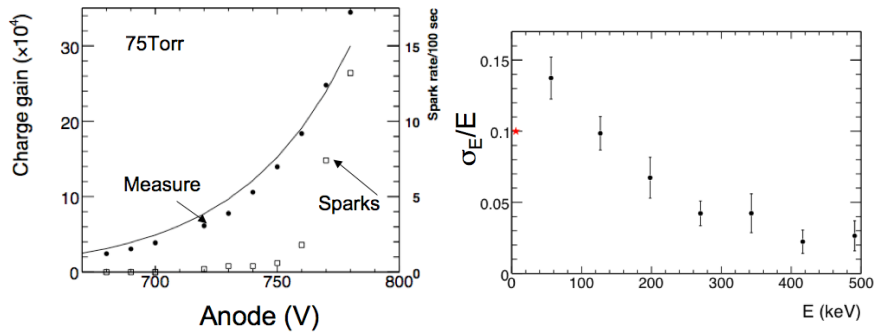 75Torr
Charge gain (×10⁴)
30
20
10
0
Measure
Sparks
15
10
5
0
Spark rate/100 sec
700
750
800
Anode (V)
σ_E/E
0.15
0.1
0.05
0
0
100
200
300
400
500
E (keV)